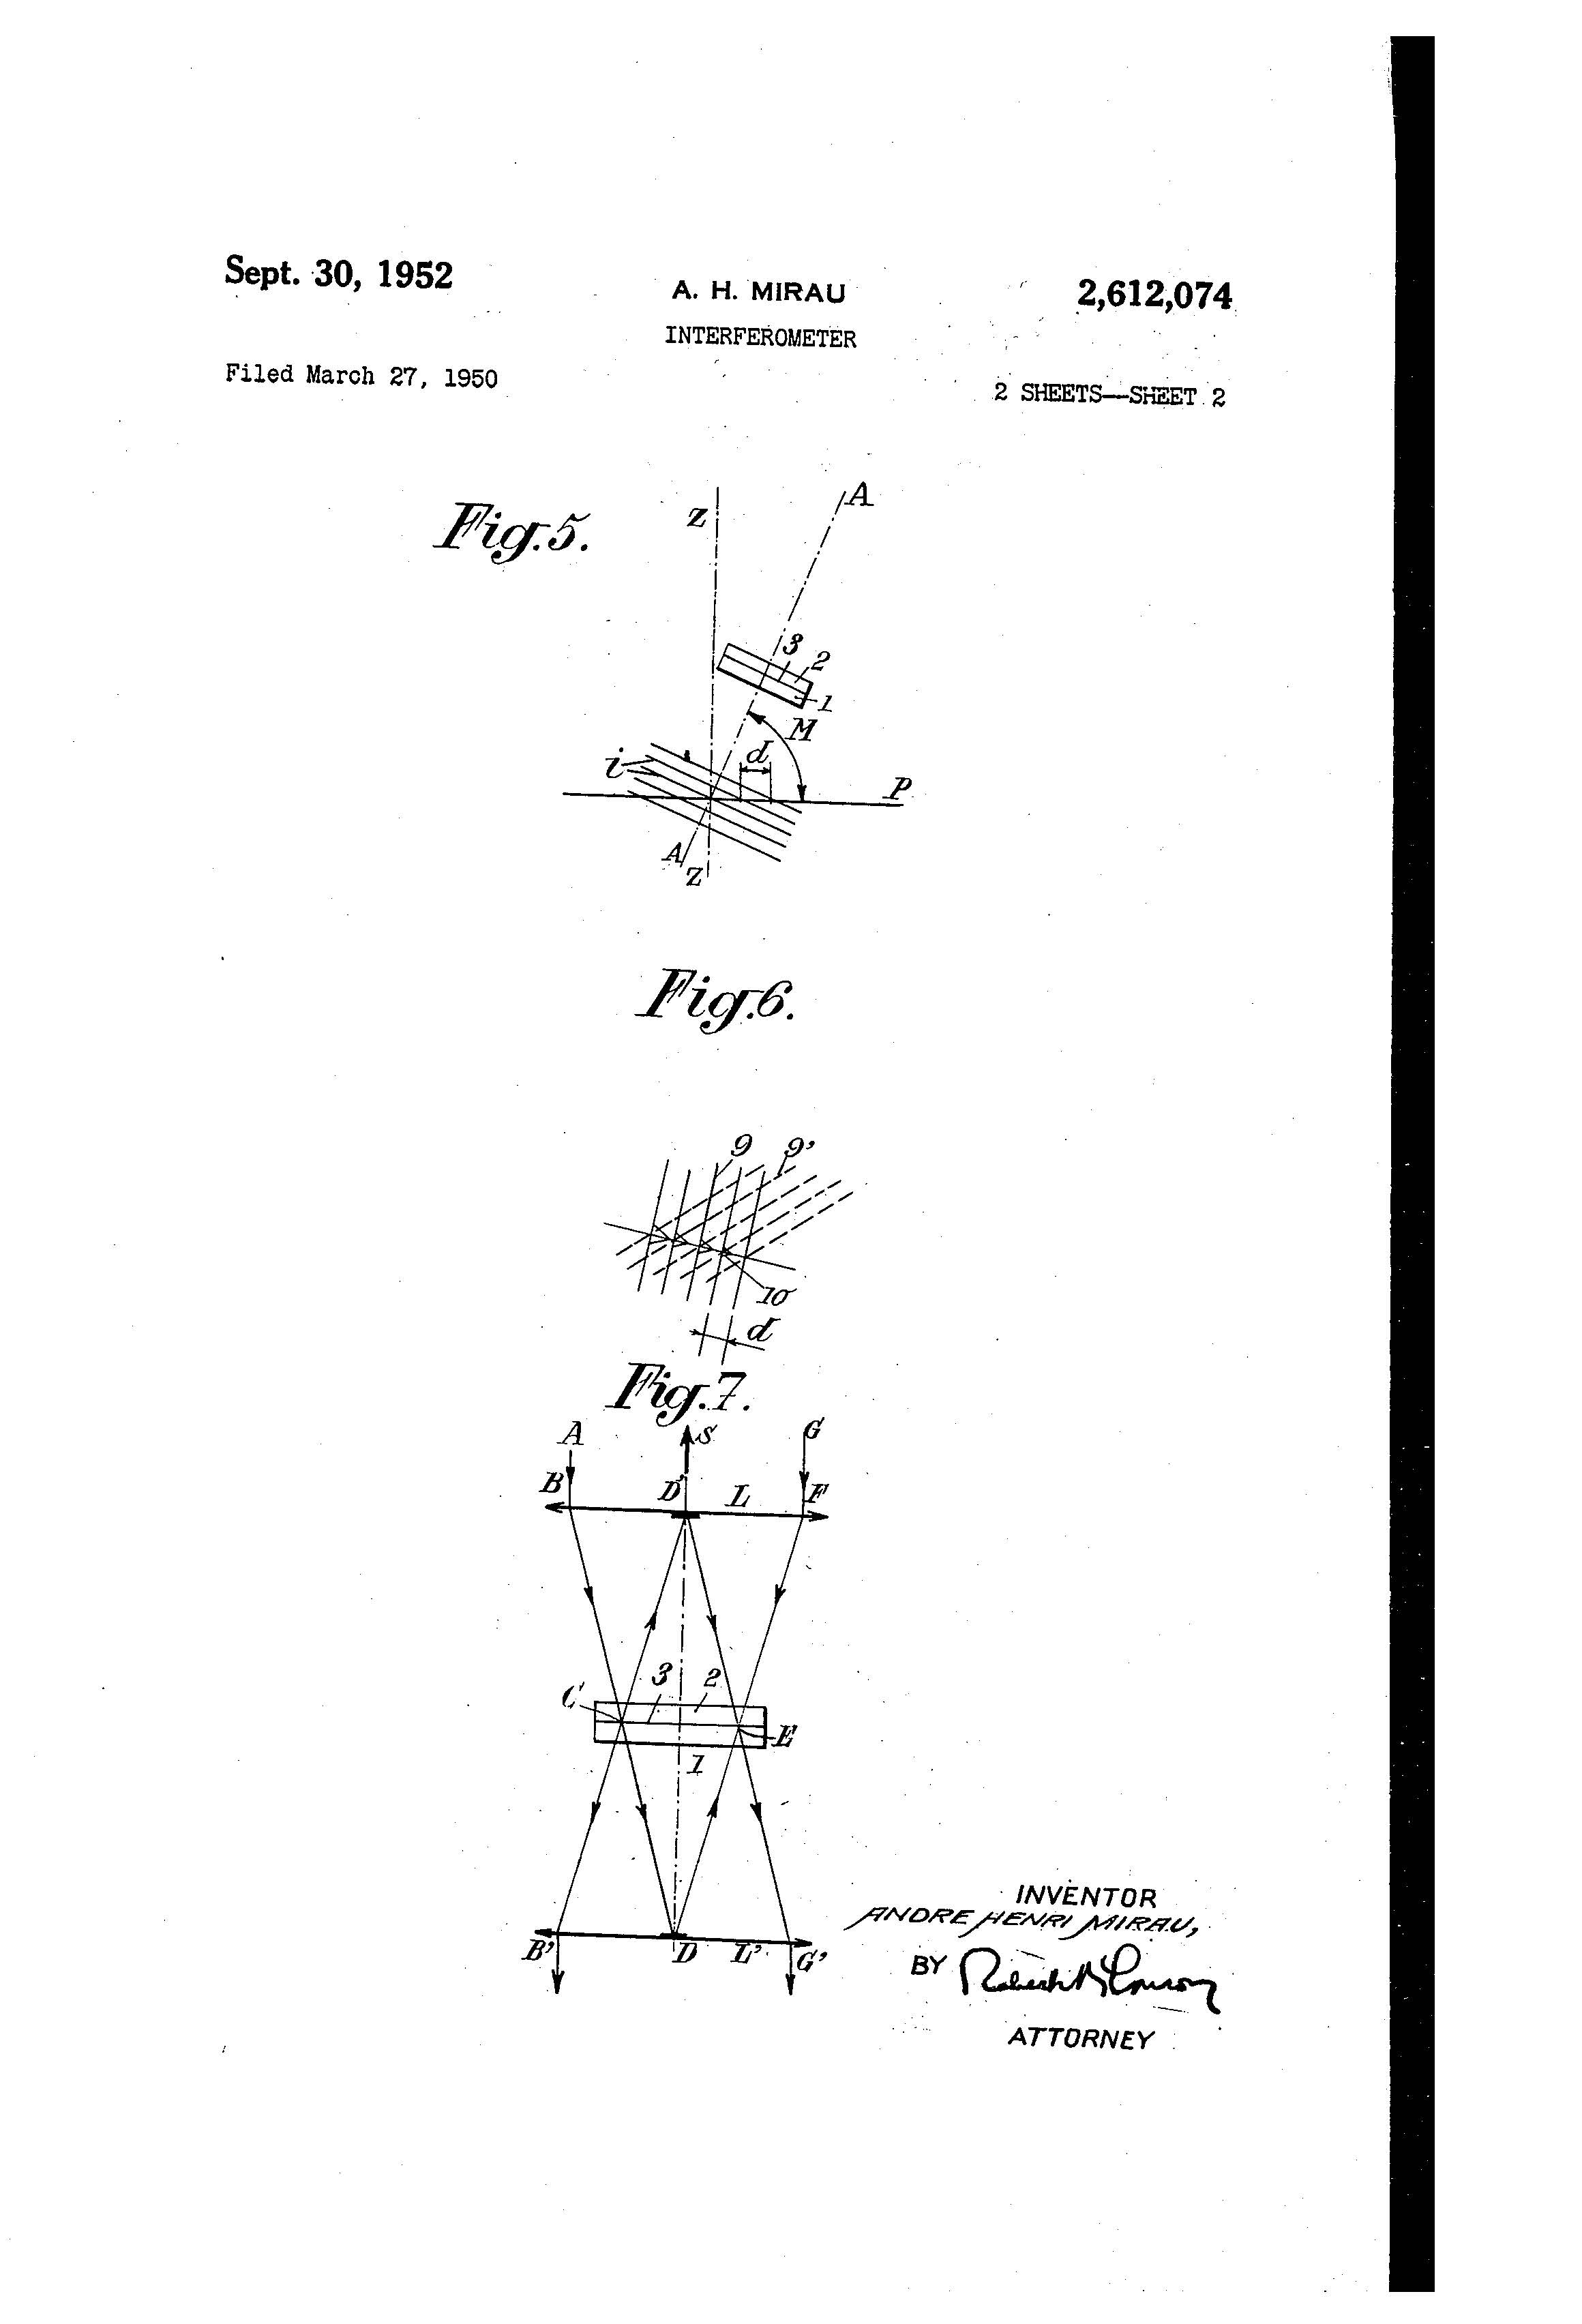 Sept. 30, 1952
A. H. MIRAU
2,612,074
INTERFEROMETER
Filed March 27, 1950
2 SHEETS—SHEET 2
Fig.5.
Z
A
3
2
1
M
d
i
P
A
Z
Fig.6.
9
9'
10
d
Fig.7.
A
S
G
B
D'
L
F
C
3
2
E
1
B'
D
L'
G'
INVENTOR
ANDRE HENRI MIRAU,
BY
ATTORNEY